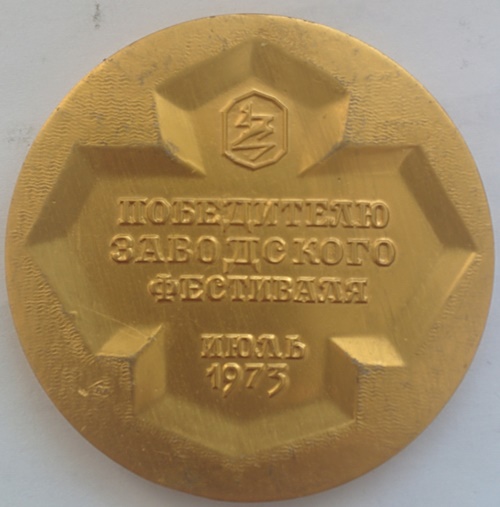 ПОБЕДИТЕЛЮ
ЗАВОДСКОГО
ФЕСТИВАЛЯ
ИЮЛЬ
1973